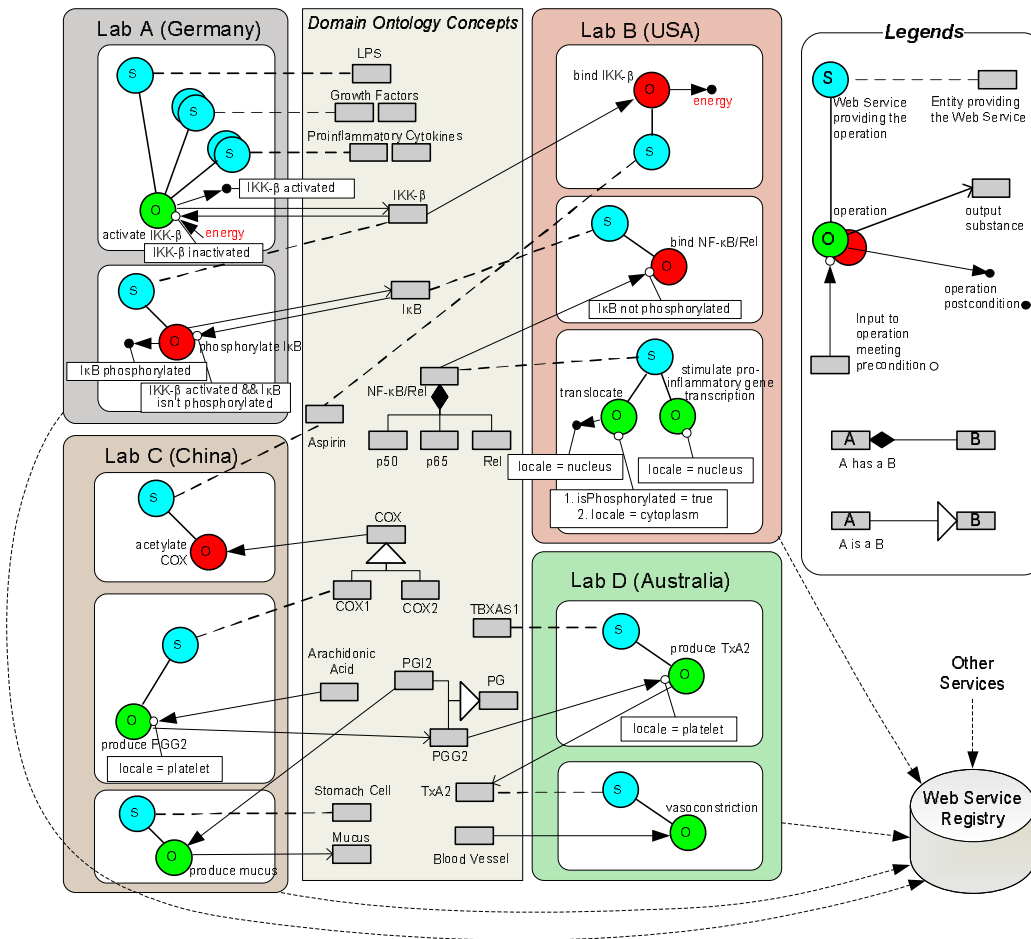 Lab A (Germany)
S
S
S
O
activate IKK-β
IKK-β activated
energy
IKK-β inactivated
S
O
phosphorylate IκB
IκB phosphorylated
IKK-β activated && IκB
isn't phosphorylated
Domain Ontology Concepts
LPS
Growth Factors
Proinflammatory Cytokines
IKK-β
IκB
NF-κB/Rel
p50
p65
Rel
Aspirin
COX
COX1
COX2
TBXAS1
Arachidonic
Acid
PGI2
PG
PGG2
Stomach Cell
Mucus
TxA2
Blood Vessel
Lab B (USA)
bind IKK-β
O
energy
S
S
bind NF-κB/Rel
O
IκB not phosphorylated
S
stimulate pro-
inflammatory gene
transcription
translocate
O
O
locale = nucleus
locale = nucleus
1. isPhosphorylated = true
2. locale = cytoplasm
Lab C (China)
S
acetylate
COX
O
S
O
produce PGG2
locale = platelet
S
O
produce mucus
Lab D (Australia)
S
produce TxA2
O
locale = platelet
S
vasoconstriction
O
Legends
S
Web Service
providing the
operation
Entity providing
the Web Service
operation
O
output
substance
operation
postcondition
Input to
operation
meeting
precondition
A
B
A has a B
A
B
A is a B
Other
Services
Web Service
Registry